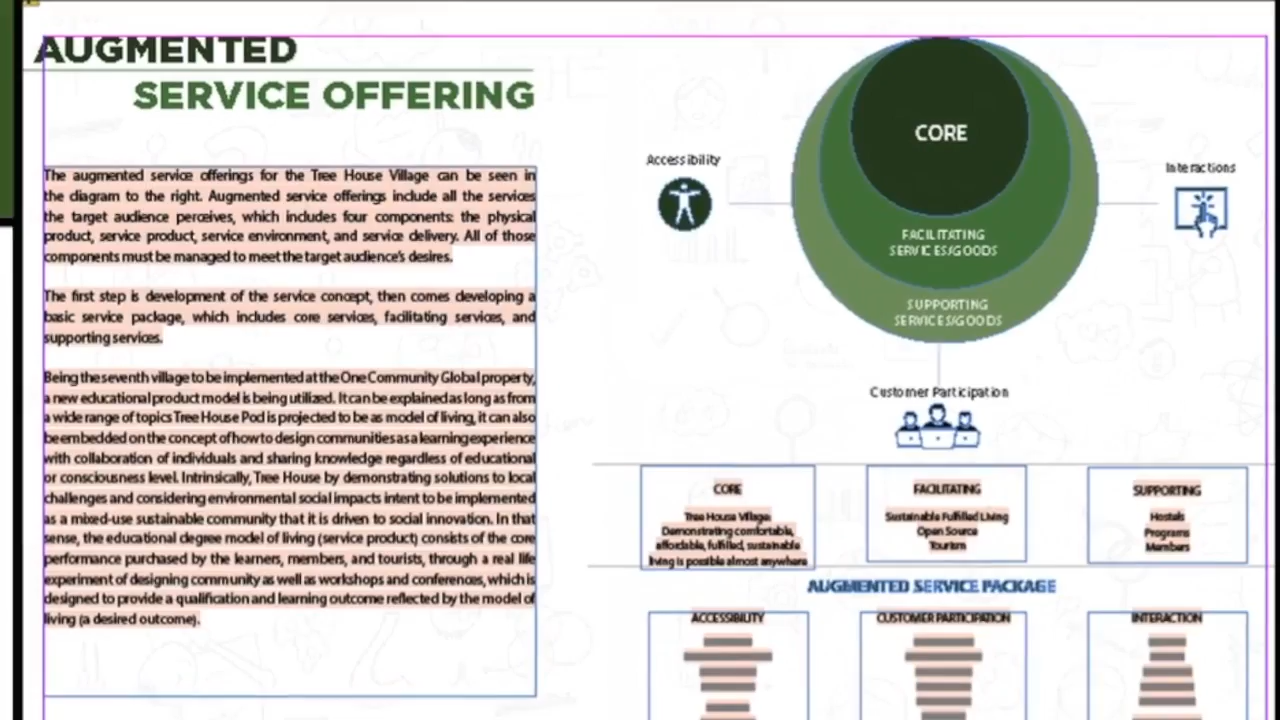 AUGMENTED
SERVICE OFFERING
The augmented service offerings for the Tree House Village can be seen in
the diagram to the right. Augmented service offerings include all the services
the target audience perceives, which includes four components: the physical
product, service product, service environment, and service delivery. All of those
components must be managed to meet the target audience's desires.
The first step is development of the service concept, then comes developing a
basic service package, which includes core services, facilitating services, and
supporting services.
Being the seventh village to be implemented at the One Community Global property,
a new educational product model is being utilized. It can be explained as long as from
a wide range of topics Tree House Pod is projected to be as model of living, it can also
be embedded on the concept of how to design communities as a learning experience
with collaboration of individuals and sharing knowledge regardless of educational
or consciousness level. Intrinsically, Tree House by demonstrating solutions to local
challenges and considering environmental social impacts intent to be implemented
as a mixed-use sustainable community that it is driven to social innovation. In that
sense, the educational degree model of living (service product) consists of the core
performance purchased by the learners, members, and tourists, through a real life
experiment of designing community as well as workshops and conferences, which is
designed to provide a qualification and learning outcome reflected by the model of
living (a desired outcome).
CORE
FACILITATING
SERVICES/GOODS
SUPPORTING
SERVICES/GOODS
Accessibility
Interactions
Customer Participation
CORE
Tree House Village:
Demonstrating comfortable,
affordable, fulfilled, sustainable
living is possible almost anywhere
FACILITATING
Sustainable Fulfilled Living
Open Source
Tourism
SUPPORTING
Hostels
Programs
Members
AUGMENTED SERVICE PACKAGE
ACCESSIBILITY
CUSTOMER PARTICIPATION
INTERACTION